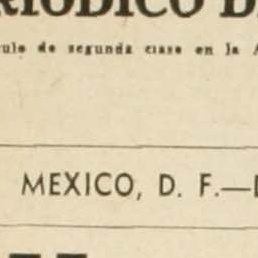 RIODICO D
culo de segunda clase en la A
MEXICO, D. F.—